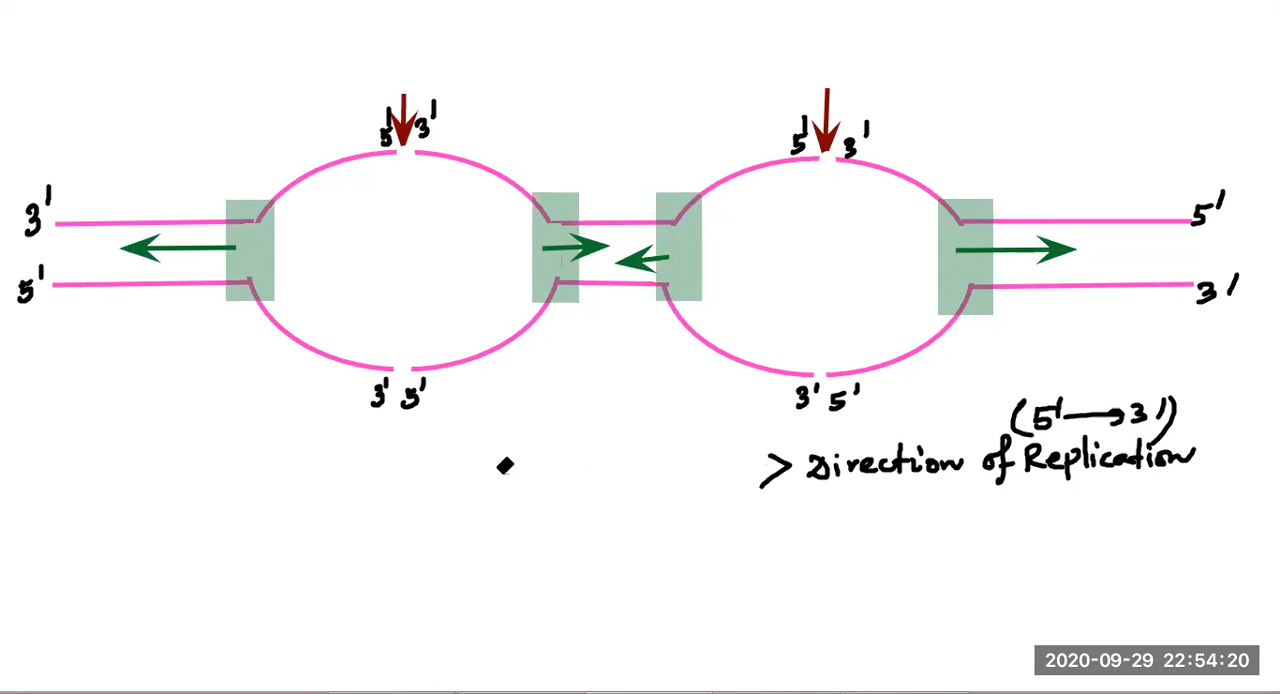 5' 3' 5' 3'
3' 5'
5' 3'
3' 5' 3' 5'
(5' → 3')
> Direction of Replication
2020-09-29 22:54:20